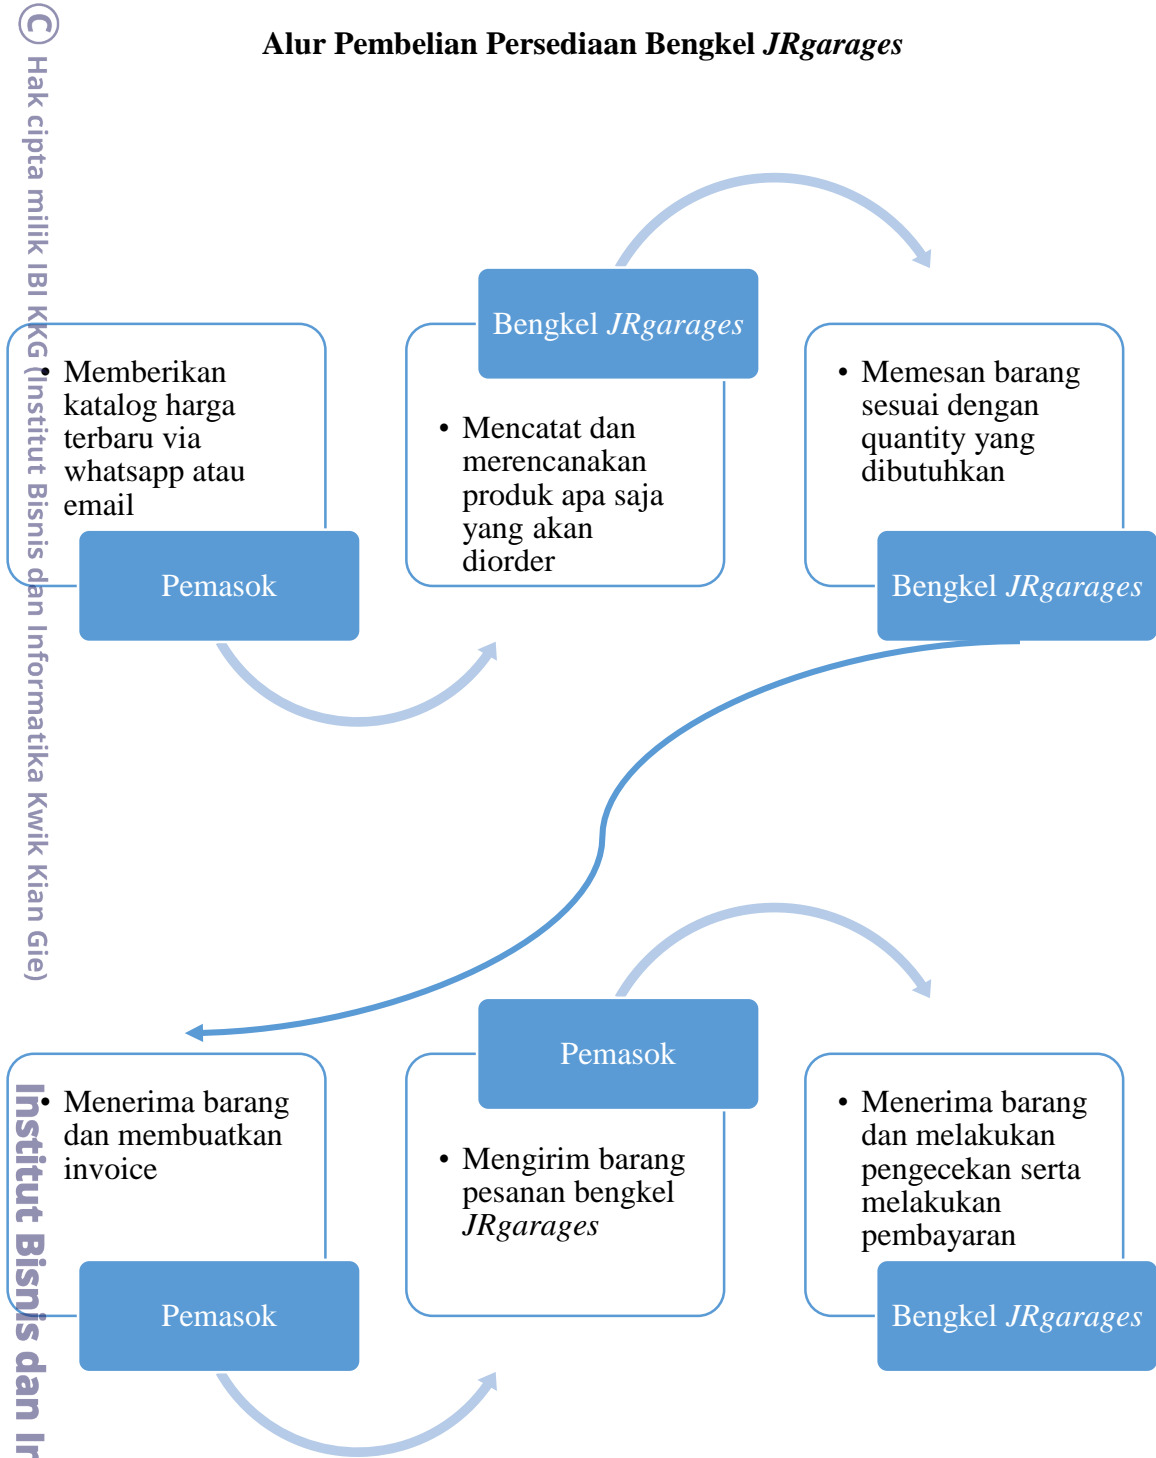 Alur Pembelian Persediaan Bengkel JRgarages
• Memberikan
katalog harga
terbaru via
whatsapp atau
email
Pemasok
Bengkel JRgarages
• Mencatat dan
merencanakan
produk apa saja
yang akan
diorder
• Memesan barang
sesuai dengan
quantity yang
dibutuhkan
Bengkel JRgarages
• Menerima barang
dan membuatkan
invoice
Pemasok
Pemasok
• Mengirim barang
pesanan bengkel
JRgarages
• Menerima barang
dan melakukan
pengecekan serta
melakukan
pembayaran
Bengkel JRgarages
© Hak cipta milik IBI KKG (Institut Bisnis dan Informatika Kwik Kian Gie)
Institut Bisnis dan